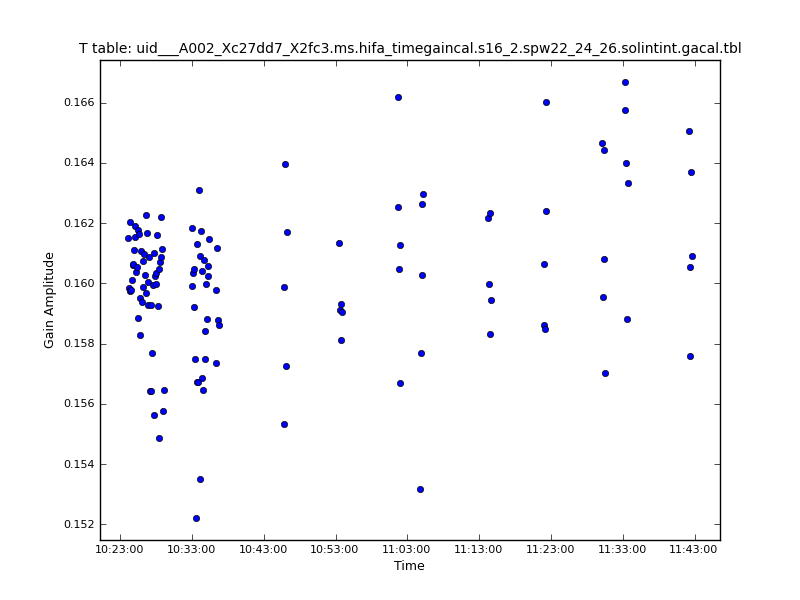 T table: uid___A002_Xc27dd7_X2fc3.ms.hifa_timegaincal.s16_2.spw22_24_26.solintint.gacal.tbl
0.166
0.164
0.162
0.160
0.158
0.156
0.154
0.152
Gain Amplitude
10:23:00 10:33:00 10:43:00 10:53:00 11:03:00 11:13:00 11:23:00 11:33:00 11:43:00
Time